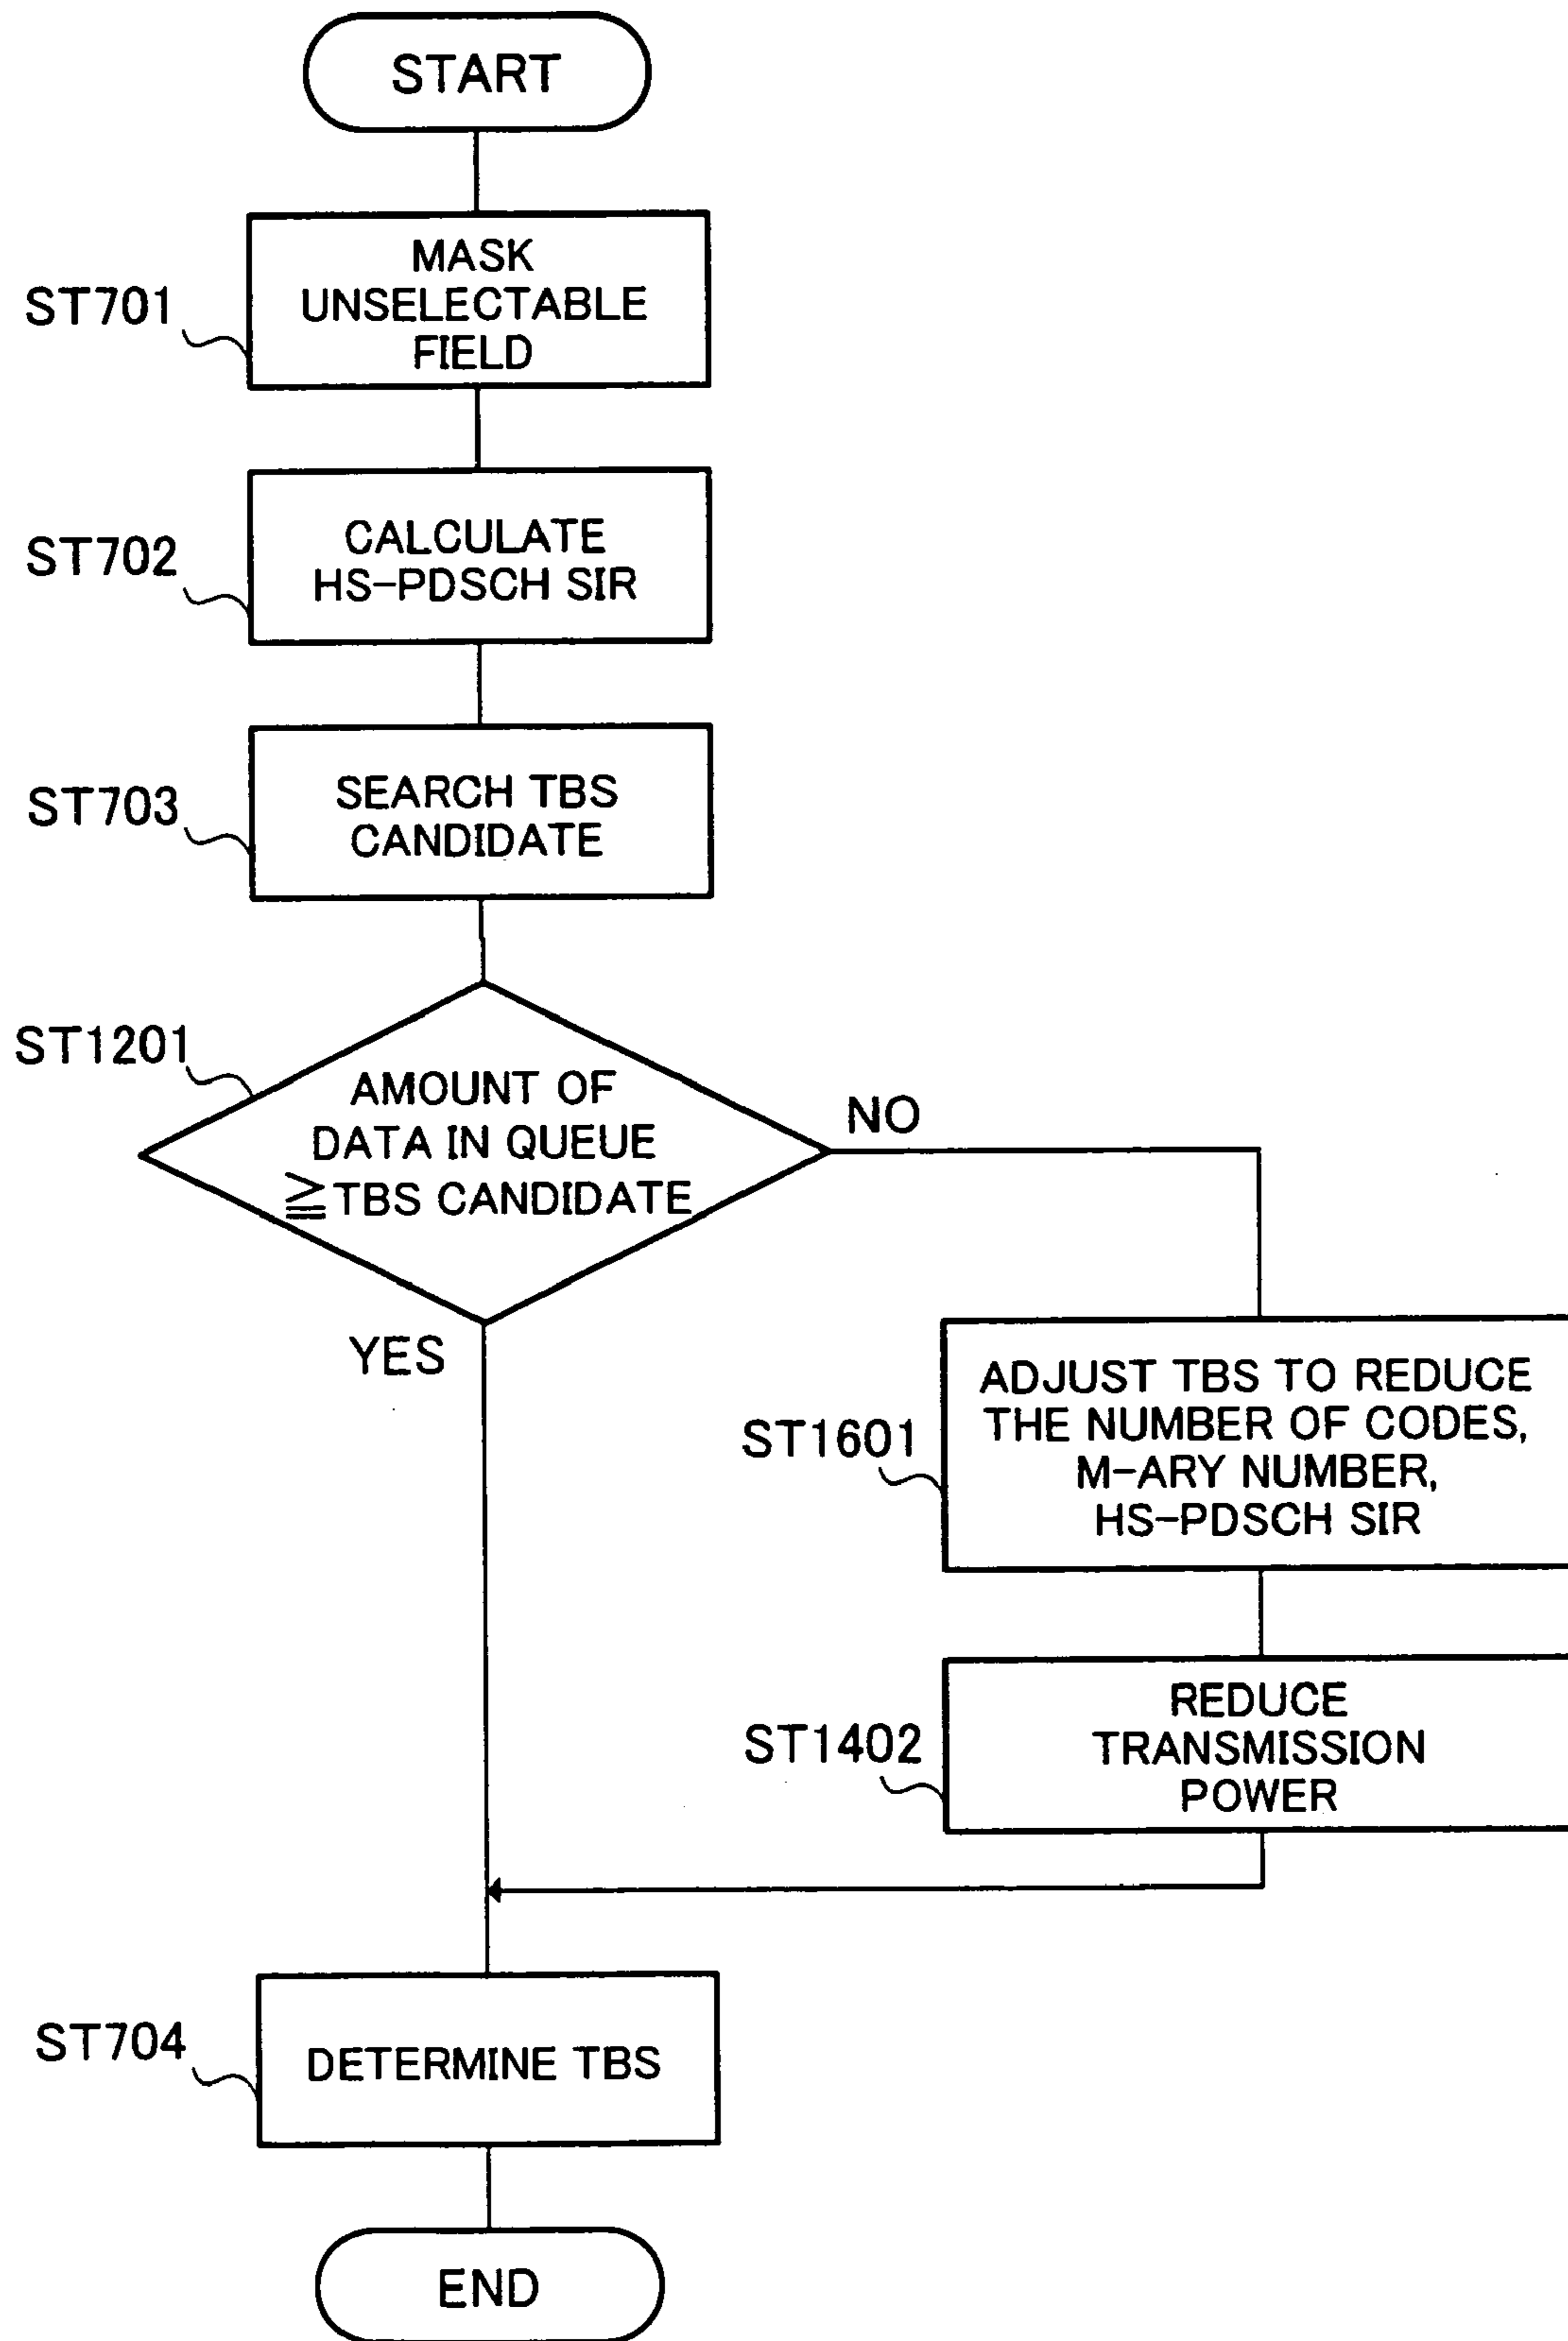 START
ST701
MASK
UNSELECTABLE
FIELD
ST702
CALCULATE
HS-PDSCH SIR
ST703
SEARCH TBS
CANDIDATE
ST1201
AMOUNT OF
DATA IN QUEUE
≧TBS CANDIDATE
NO
YES
ST1601
ADJUST TBS TO REDUCE
THE NUMBER OF CODES,
M-ARY NUMBER,
HS-PDSCH SIR
ST1402
REDUCE
TRANSMISSION
POWER
ST704
DETERMINE TBS
END